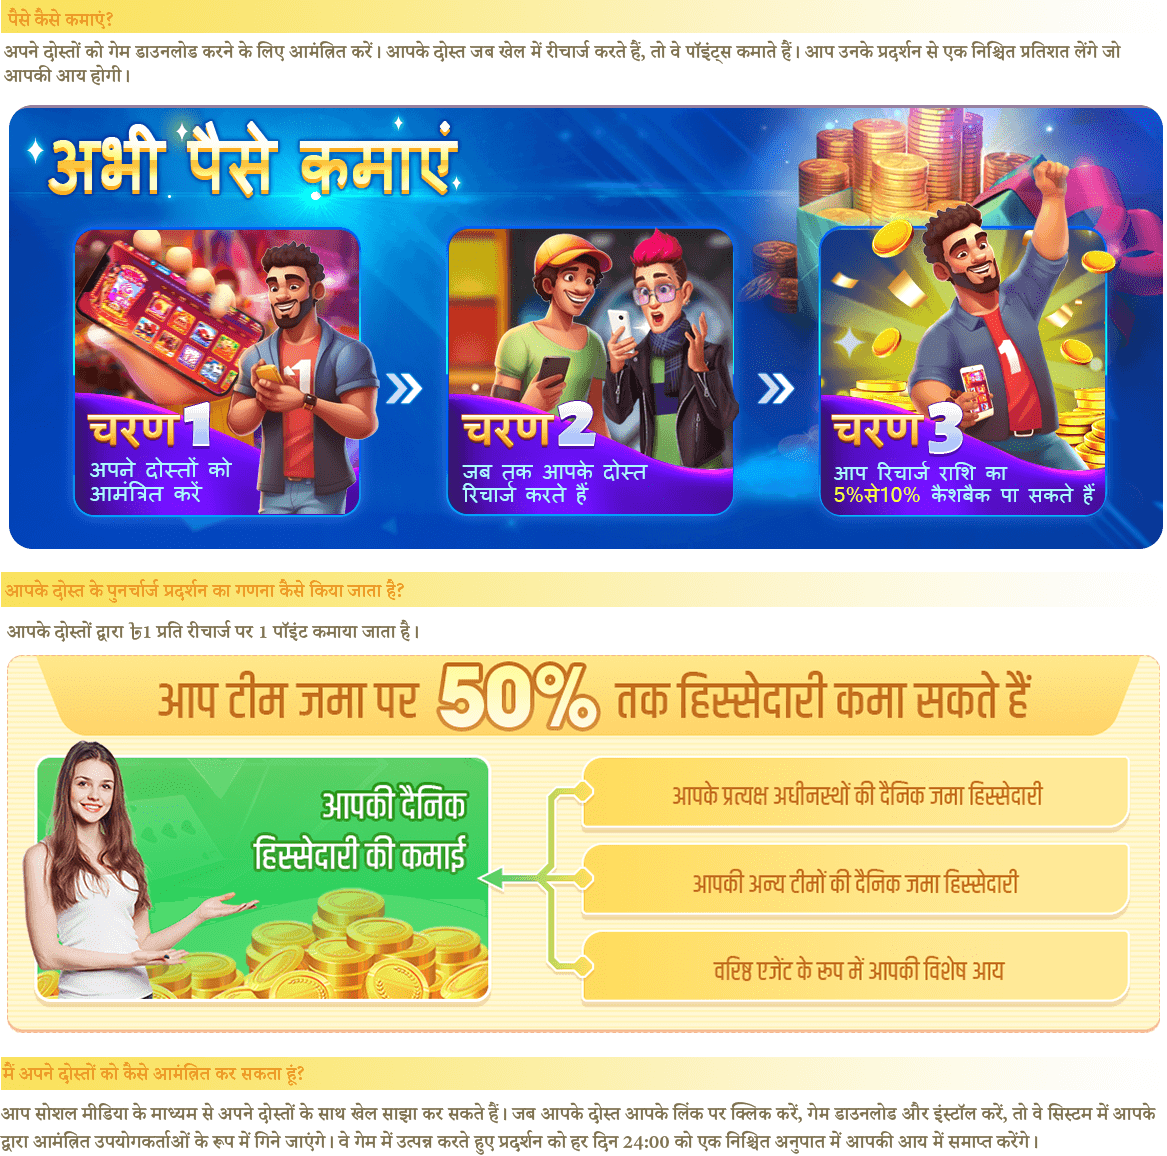 पैसे कैसे कमाएं?
अपने दोस्तों को गेम डाउनलोड करने के लिए आमंत्रित करें। आपके दोस्त जब खेल में रीचार्ज करते हैं, तो वे पॉइंट्स कमाते हैं। आप उनके प्रदर्शन से एक निश्चित प्रतिशत लेंगे जो
आपकी आय होगी।
अभी पैसे कमाएं
चरण 1
अपने दोस्तों को
आमंत्रित करें
चरण 2
जब तक आपके दोस्त
रिचार्ज करते हैं
चरण 3
आप रिचार्ज राशि का
5%से10% कैशबैक पा सकते हैं
आपके दोस्त के पुनर्चार्ज प्रदर्शन का गणना कैसे किया जाता है?
आपके दोस्तों द्वारा ৳1 प्रति रीचार्ज पर 1 पॉइंट कमाया जाता है।
आप टीम जमा पर 50% तक हिस्सेदारी कमा सकते हैं
आपकी दैनिक
हिस्सेदारी की कमाई
आपके प्रत्यक्ष अधीनस्थों की दैनिक जमा हिस्सेदारी
आपकी अन्य टीमों की दैनिक जमा हिस्सेदारी
वरिष्ठ एजेंट के रूप में आपकी विशेष आय
मैं अपने दोस्तों को कैसे आमंत्रित कर सकता हूं?
आप सोशल मीडिया के माध्यम से अपने दोस्तों के साथ खेल साझा कर सकते हैं। जब आपके दोस्त आपके लिंक पर क्लिक करें, गेम डाउनलोड और इंस्टॉल करें, तो वे सिस्टम में आपके
द्वारा आमंत्रित उपयोगकर्ताओं के रूप में गिने जाएंगे। वे गेम में उत्पन्न करते हुए प्रदर्शन को हर दिन 24:00 को एक निश्चित अनुपात में आपकी आय में समाप्त करेंगे।